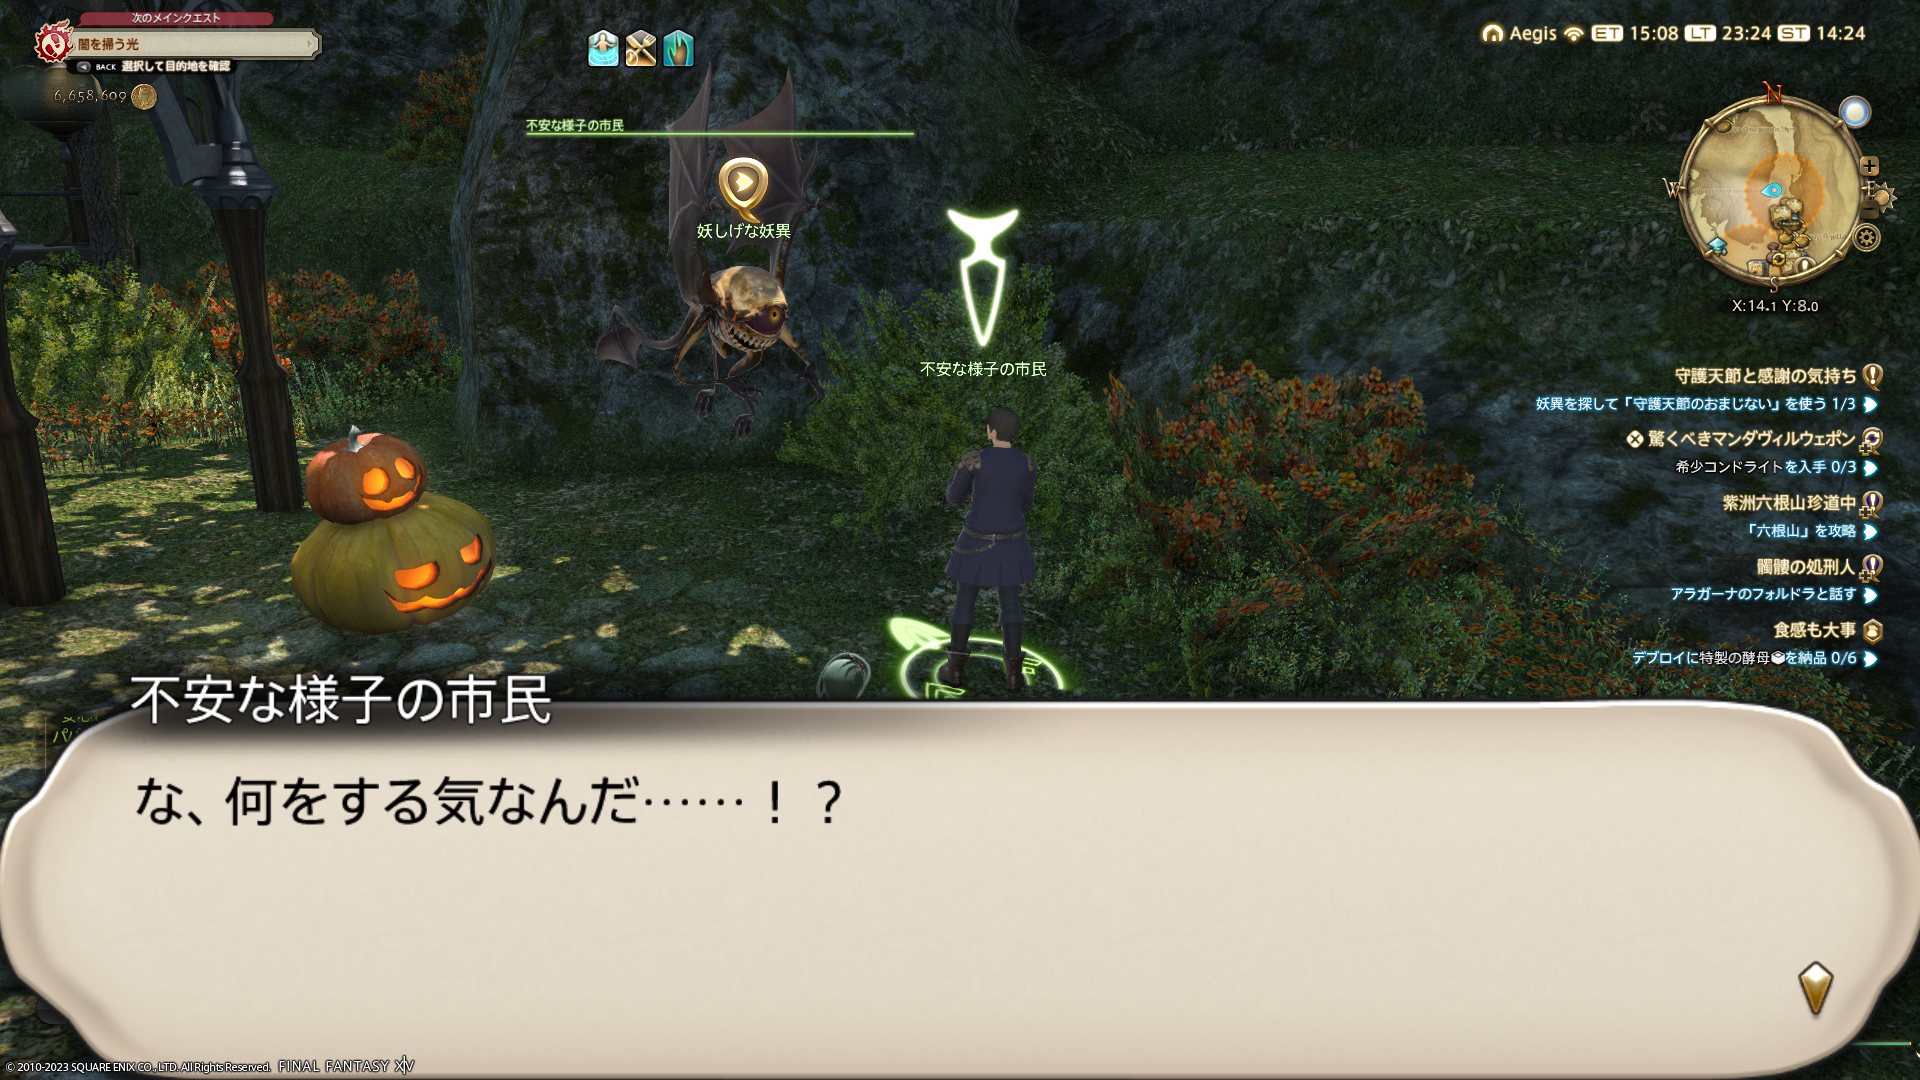 次のメインクエスト
闇を掃う光
BACK 選択して目的地を確認
6,658,609
Aegis ET 15:08 LT 23:24 ST 14:24
不安な様子の市民
妖しげな妖異
不安な様子の市民
N
W
E
S
X:14.1 Y:8.0
守護天節と感謝の気持ち
妖異を探して「守護天節のおまじない」を使う 1/3
驚くべきマンダヴィルウェポン
希少コンドライトを入手 0/3
紫洲六根山珍道中
「六根山」を攻略
髑髏の処刑人
アラガーナのフォルドラと話す
食感も大事
デブロイに特製の酵母を納品 0/6
不安な様子の市民
な、何をする気なんだ……！？
© 2010-2023 SQUARE ENIX CO., LTD. All Rights Reserved. FINAL FANTASY XIV